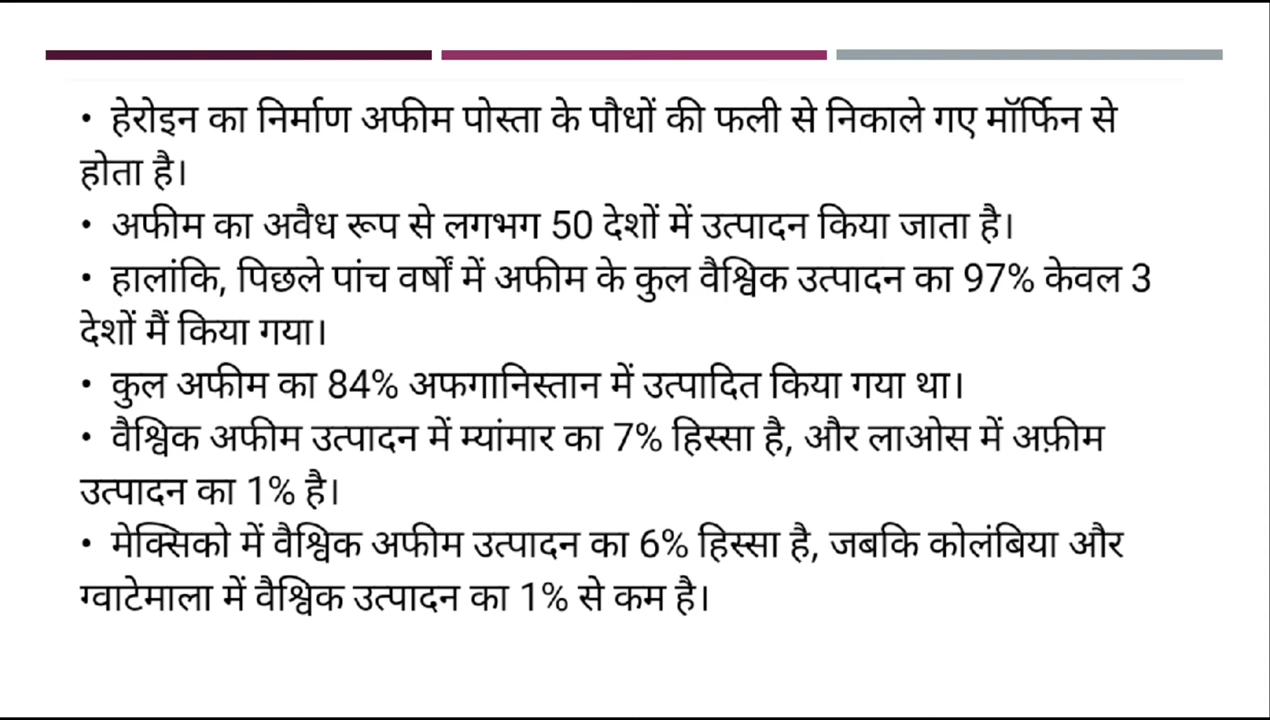 • हेरोइन का निर्माण अफीम पोस्ता के पौधों की फली से निकाले गए मॉर्फिन से
होता है।
• अफीम का अवैध रूप से लगभग 50 देशों में उत्पादन किया जाता है।
• हालांकि, पिछले पांच वर्षों में अफीम के कुल वैश्विक उत्पादन का 97% केवल 3
देशों मैं किया गया।
• कुल अफीम का 84% अफगानिस्तान में उत्पादित किया गया था।
• वैश्विक अफीम उत्पादन में म्यांमार का 7% हिस्सा है, और लाओस में अफ़ीम
उत्पादन का 1% है।
• मेक्सिको में वैश्विक अफीम उत्पादन का 6% हिस्सा है, जबकि कोलंबिया और
ग्वाटेमाला में वैश्विक उत्पादन का 1% से कम है।